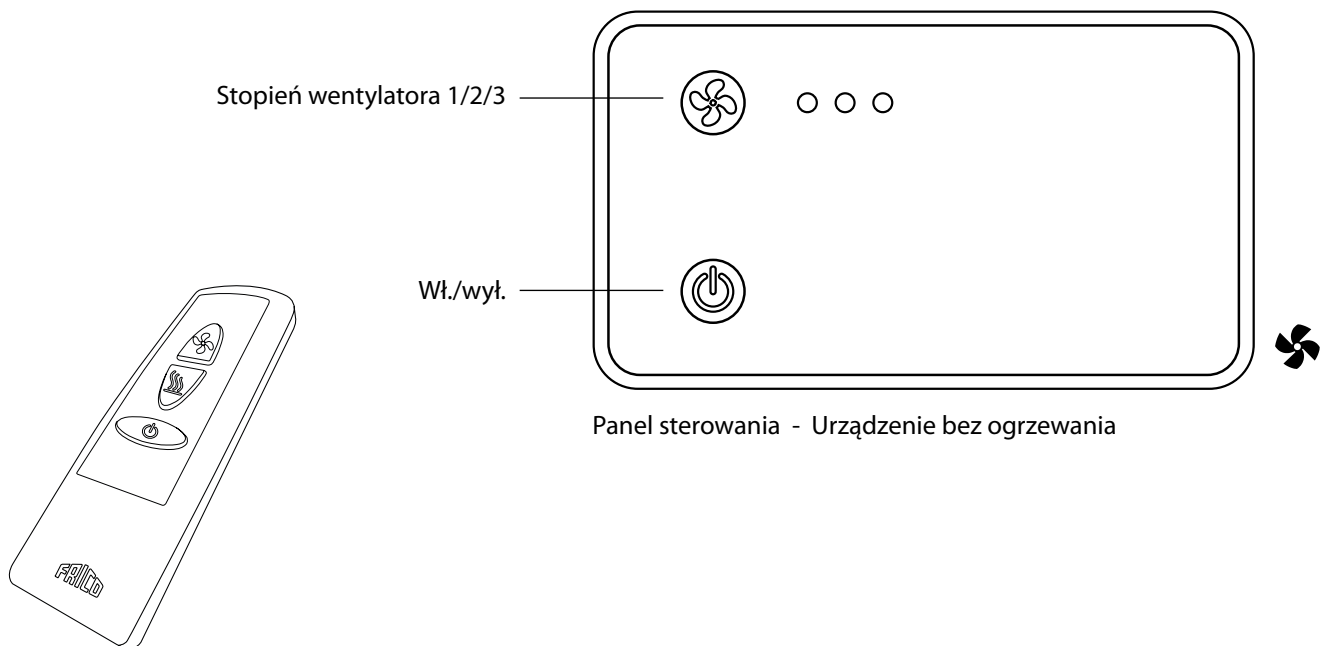 Stopień wentylatora 1/2/3
Wł./wył.
Panel sterowania - Urządzenie bez ogrzewania
FRICO